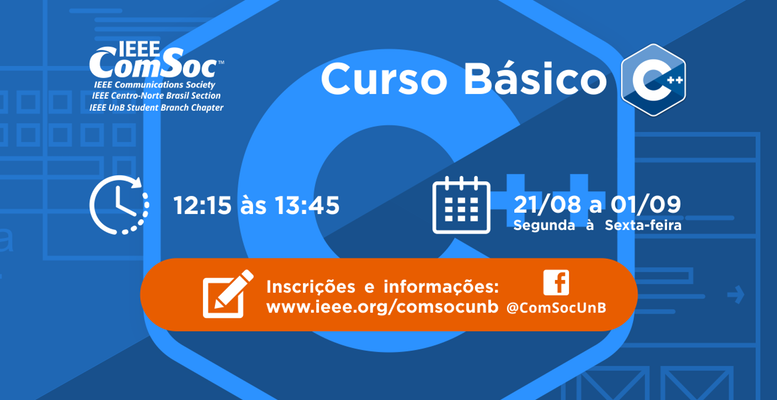 IEEE
ComSoc™
IEEE Communications Society
IEEE Centro-Norte Brasil Section
IEEE UnB Student Branch Chapter
Curso Básico
C++
12:15 às 13:45
21/08 a 01/09
Segunda à Sexta-feira
Inscrições e informações:
www.ieee.org/comsocunb
@ComSocUnB